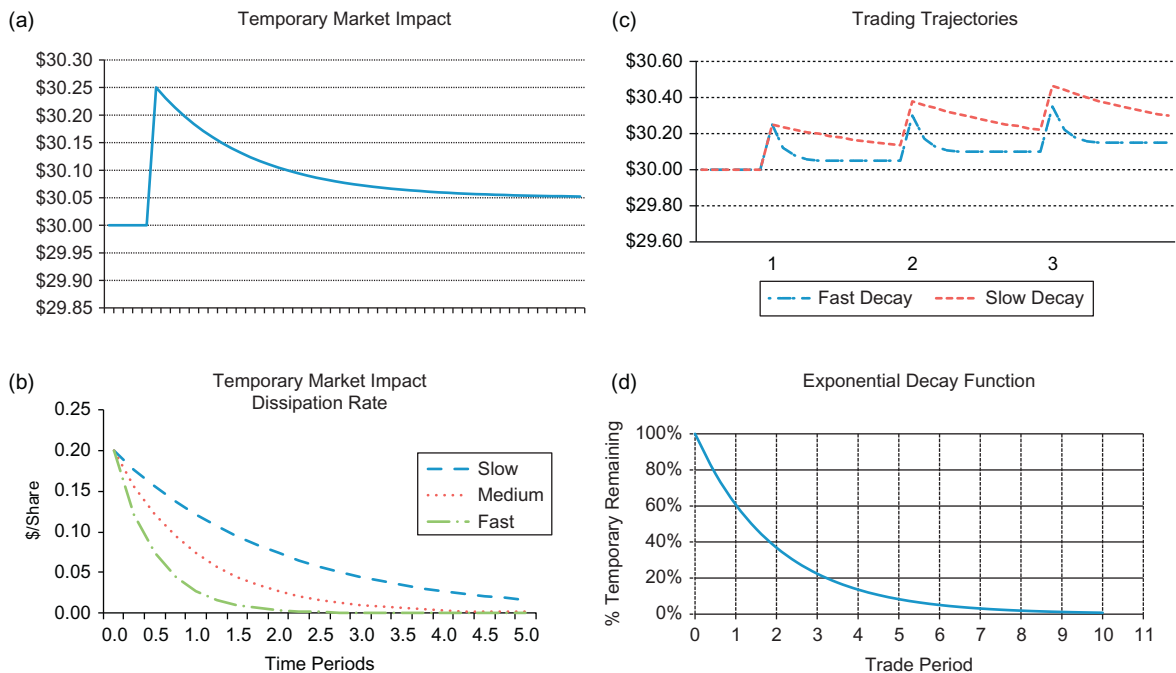 (a)
Temporary Market Impact
$30.30
$30.25
$30.20
$30.15
$30.10
$30.05
$30.00
$29.95
$29.90
$29.85
(c)
Trading Trajectories
$30.60
$30.40
$30.20
$30.00
$29.80
$29.60
1 2 3
Fast Decay Slow Decay
(b)
Temporary Market Impact
Dissipation Rate
$/Share
0.25
0.20
0.15
0.10
0.05
0.00
Slow
Medium
Fast
0.0 0.5 1.0 1.5 2.0 2.5 3.0 3.5 4.0 4.5 5.0
Time Periods
(d)
Exponential Decay Function
% Temporary Remaining
100%
80%
60%
40%
20%
0%
0 1 2 3 4 5 6 7 8 9 10 11
Trade Period